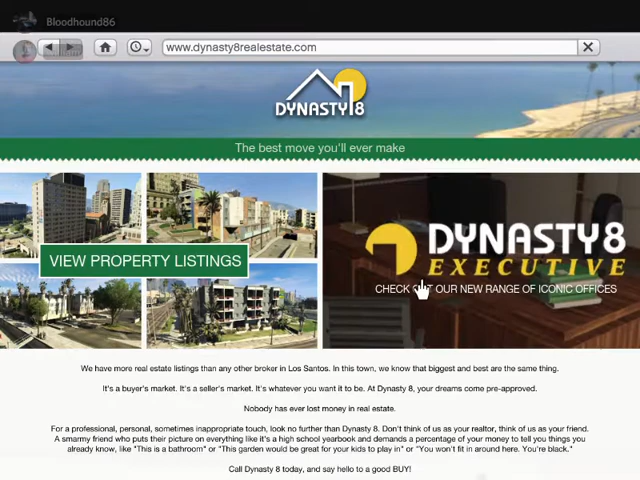 Bloodhound86
www.dynasty8realestate.com
DYNASTY 8
The best move you'll ever make
VIEW PROPERTY LISTINGS
DYNASTY 8
EXECUTIVE
CHECK OUT OUR NEW RANGE OF ICONIC OFFICES
We have more real estate listings than any other broker in Los Santos. In this town, we know that biggest and best are the same thing.
It's a buyer's market. It's a seller's market. It's whatever you want it to be. At Dynasty 8, your dreams come pre-approved.
Nobody has ever lost money in real estate.
For a professional, personal, sometimes inappropriate touch, look no further than Dynasty 8. Don't think of us as your realtor, think of us as your friend.
A smarmy friend who puts their picture on everything like it's a high school yearbook and demands a percentage of your money to tell you things you
already know, like "This is a bathroom" or "This garden would be great for your kids to play in" or "You won't fit in around here. You're black."
Call Dynasty 8 today, and say hello to a good BUY!